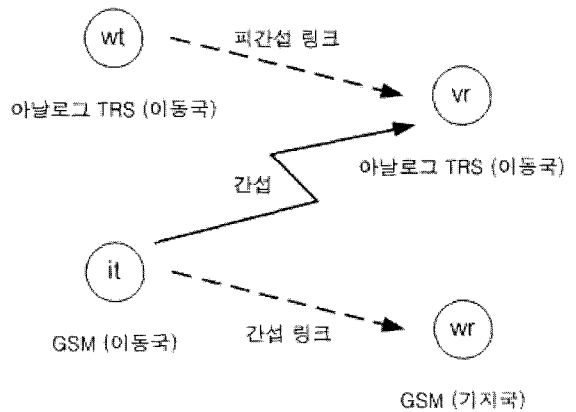 wt
피간섭 링크
vr
아날로그 TRS (이동국)
아날로그 TRS (이동국)
간섭
it
간섭 링크
wr
GSM (이동국)
GSM (기지국)